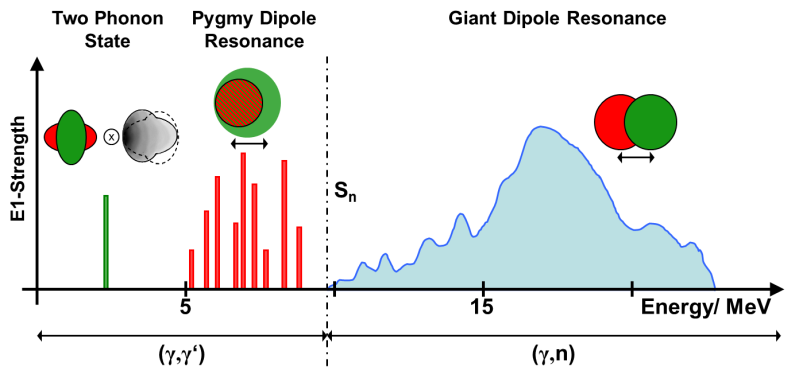 Two Phonon
State
Pygmy Dipole
Resonance
Giant Dipole Resonance
E1-Strength
x
Sn
5
15
Energy/ MeV
(γ,γ‘)
(γ,n)